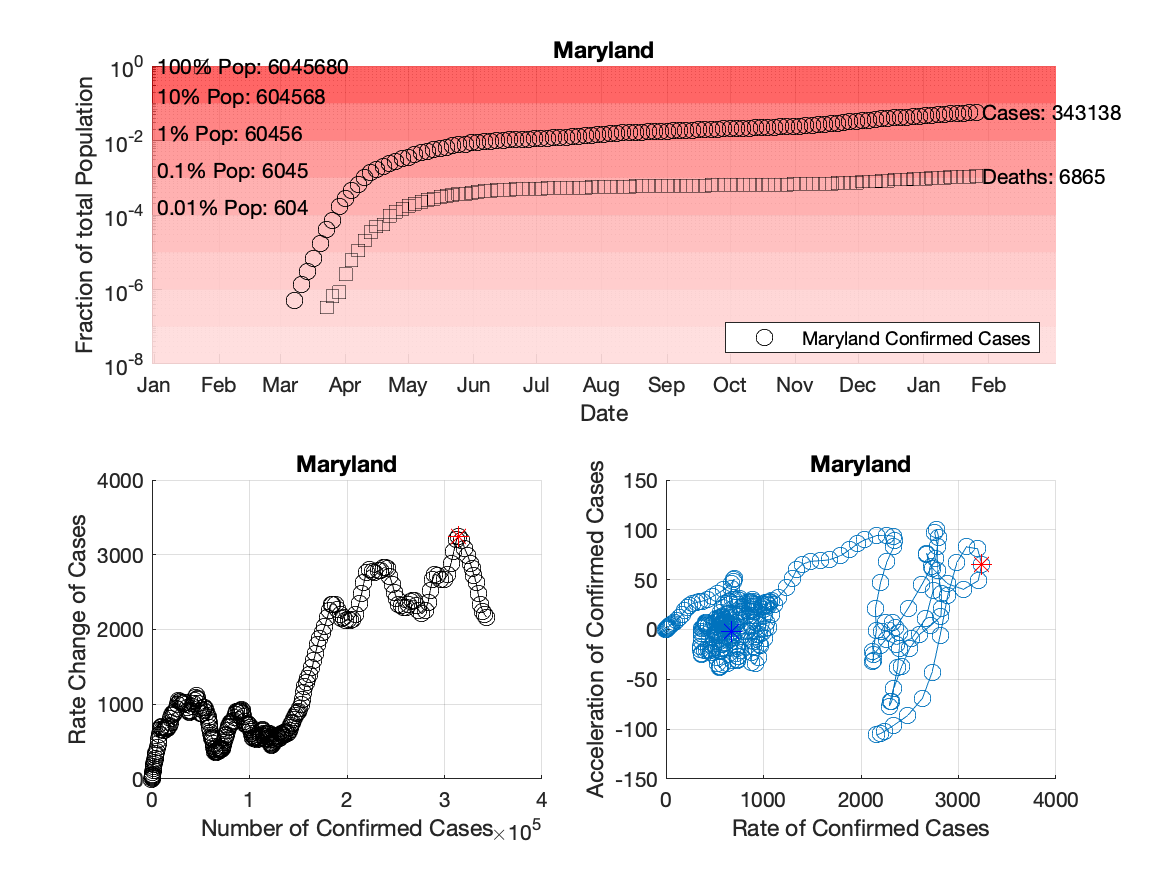 Maryland
10^0
100% Pop: 6045680
10% Pop: 604568
Cases: 343138
10^-2
1% Pop: 60456
0.1% Pop: 6045
Deaths: 6865
10^-4
0.01% Pop: 604
10^-6
Maryland Confirmed Cases
10^-8
Fraction of total Population
Jan Feb Mar Apr May Jun Jul Aug Sep Oct Nov Dec Jan Feb
Date
Maryland
4000
3000
2000
1000
0
Rate Change of Cases
0 1 2 3 4
Number of Confirmed Cases ×10^5
Maryland
150
100
50
0
-50
-100
-150
Acceleration of Confirmed Cases
0 1000 2000 3000 4000
Rate of Confirmed Cases